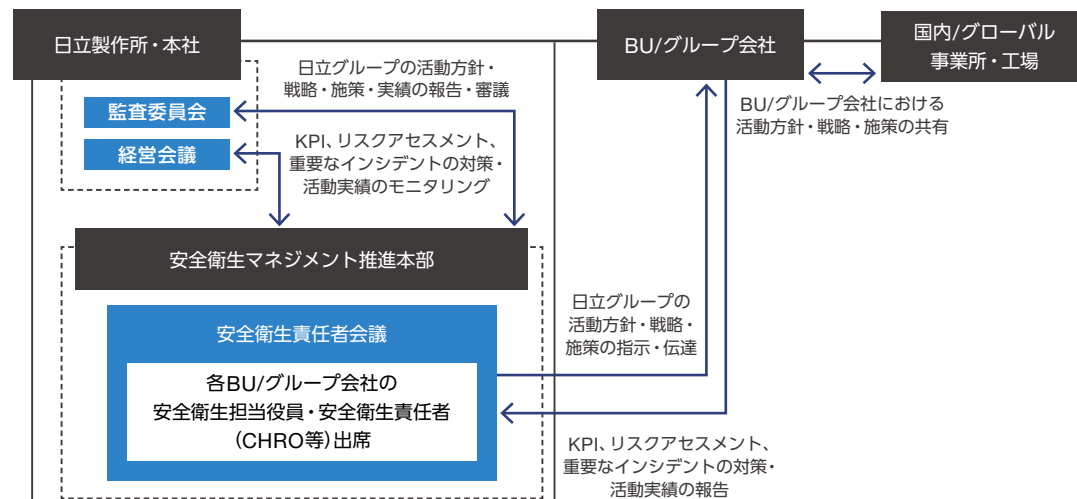 日立製作所・本社
BU/グループ会社
国内/グローバル
事業所・工場
日立グループの活動方針・
戦略・施策・実績の報告・審議
監査委員会
経営会議
KPI、リスクアセスメント、
重要なインシデントの対策・
活動実績のモニタリング
BU/グループ会社における
活動方針・戦略・施策の共有
安全衛生マネジメント推進本部
安全衛生責任者会議
各BU/グループ会社の
安全衛生担当役員・安全衛生責任者
(CHRO等)出席
日立グループの
活動方針・戦略・
施策の指示・伝達
KPI、リスクアセスメント、
重要なインシデントの対策・
活動実績の報告